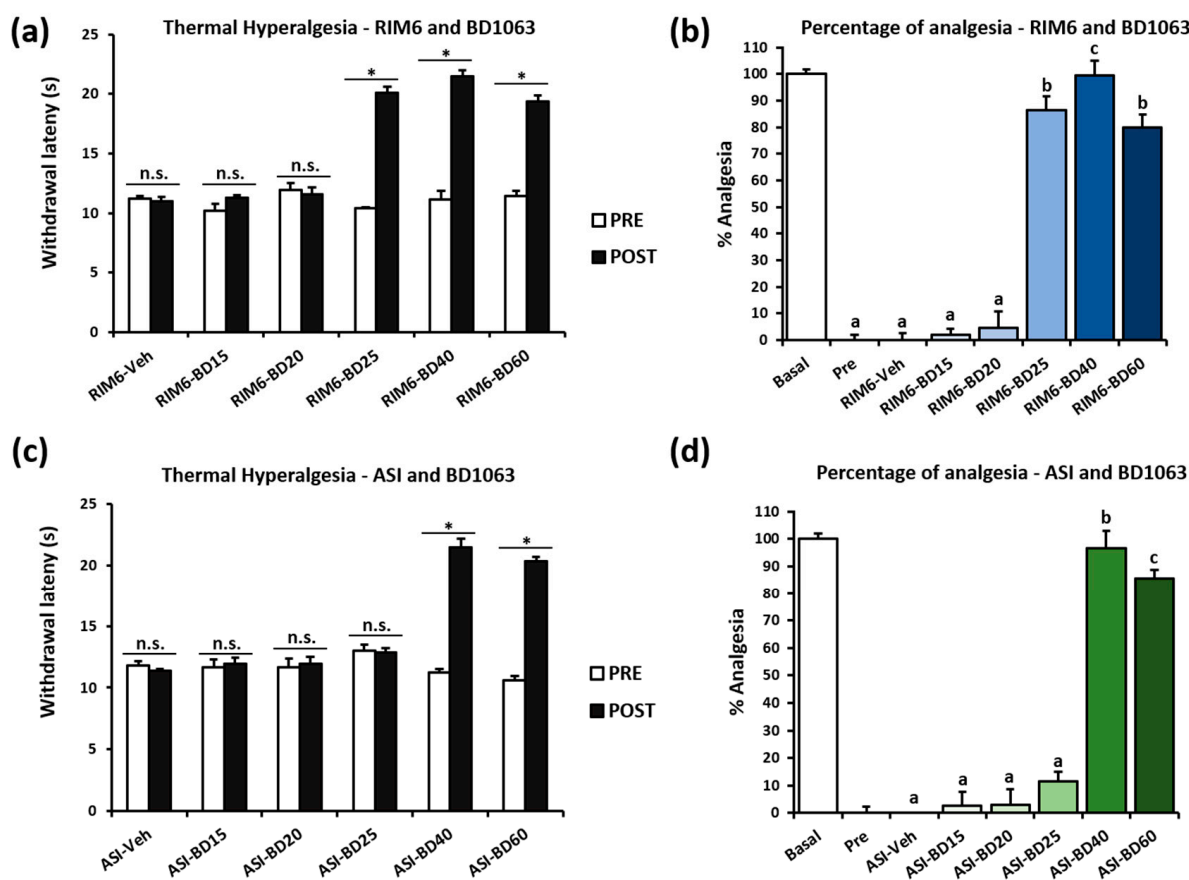 (a)
Thermal Hyperalgesia - RIM6 and BD1063
Withdrawal lateny (s)
25
20
15
10
5
0
n.s.
n.s.
n.s.
*
*
*
PRE
POST
RIM6-Veh
RIM6-BD15
RIM6-BD20
RIM6-BD25
RIM6-BD40
RIM6-BD60
(b)
Percentage of analgesia - RIM6 and BD1063
% Analgesia
110
100
90
80
70
60
50
40
30
20
10
0
a
a
a
a
b
c
b
Basal
Pre
RIM6-Veh
RIM6-BD15
RIM6-BD20
RIM6-BD25
RIM6-BD40
RIM6-BD60
(c)
Thermal Hyperalgesia - ASI and BD1063
Withdrawal lateny (s)
25
20
15
10
5
0
n.s.
n.s.
n.s.
n.s.
*
*
PRE
POST
ASI-Veh
ASI-BD15
ASI-BD20
ASI-BD25
ASI-BD40
ASI-BD60
(d)
Percentage of analgesia - ASI and BD1063
% Analgesia
110
100
90
80
70
60
50
40
30
20
10
0
a
a
a
a
b
c
Basal
Pre
ASI-Veh
ASI-BD15
ASI-BD20
ASI-BD25
ASI-BD40
ASI-BD60